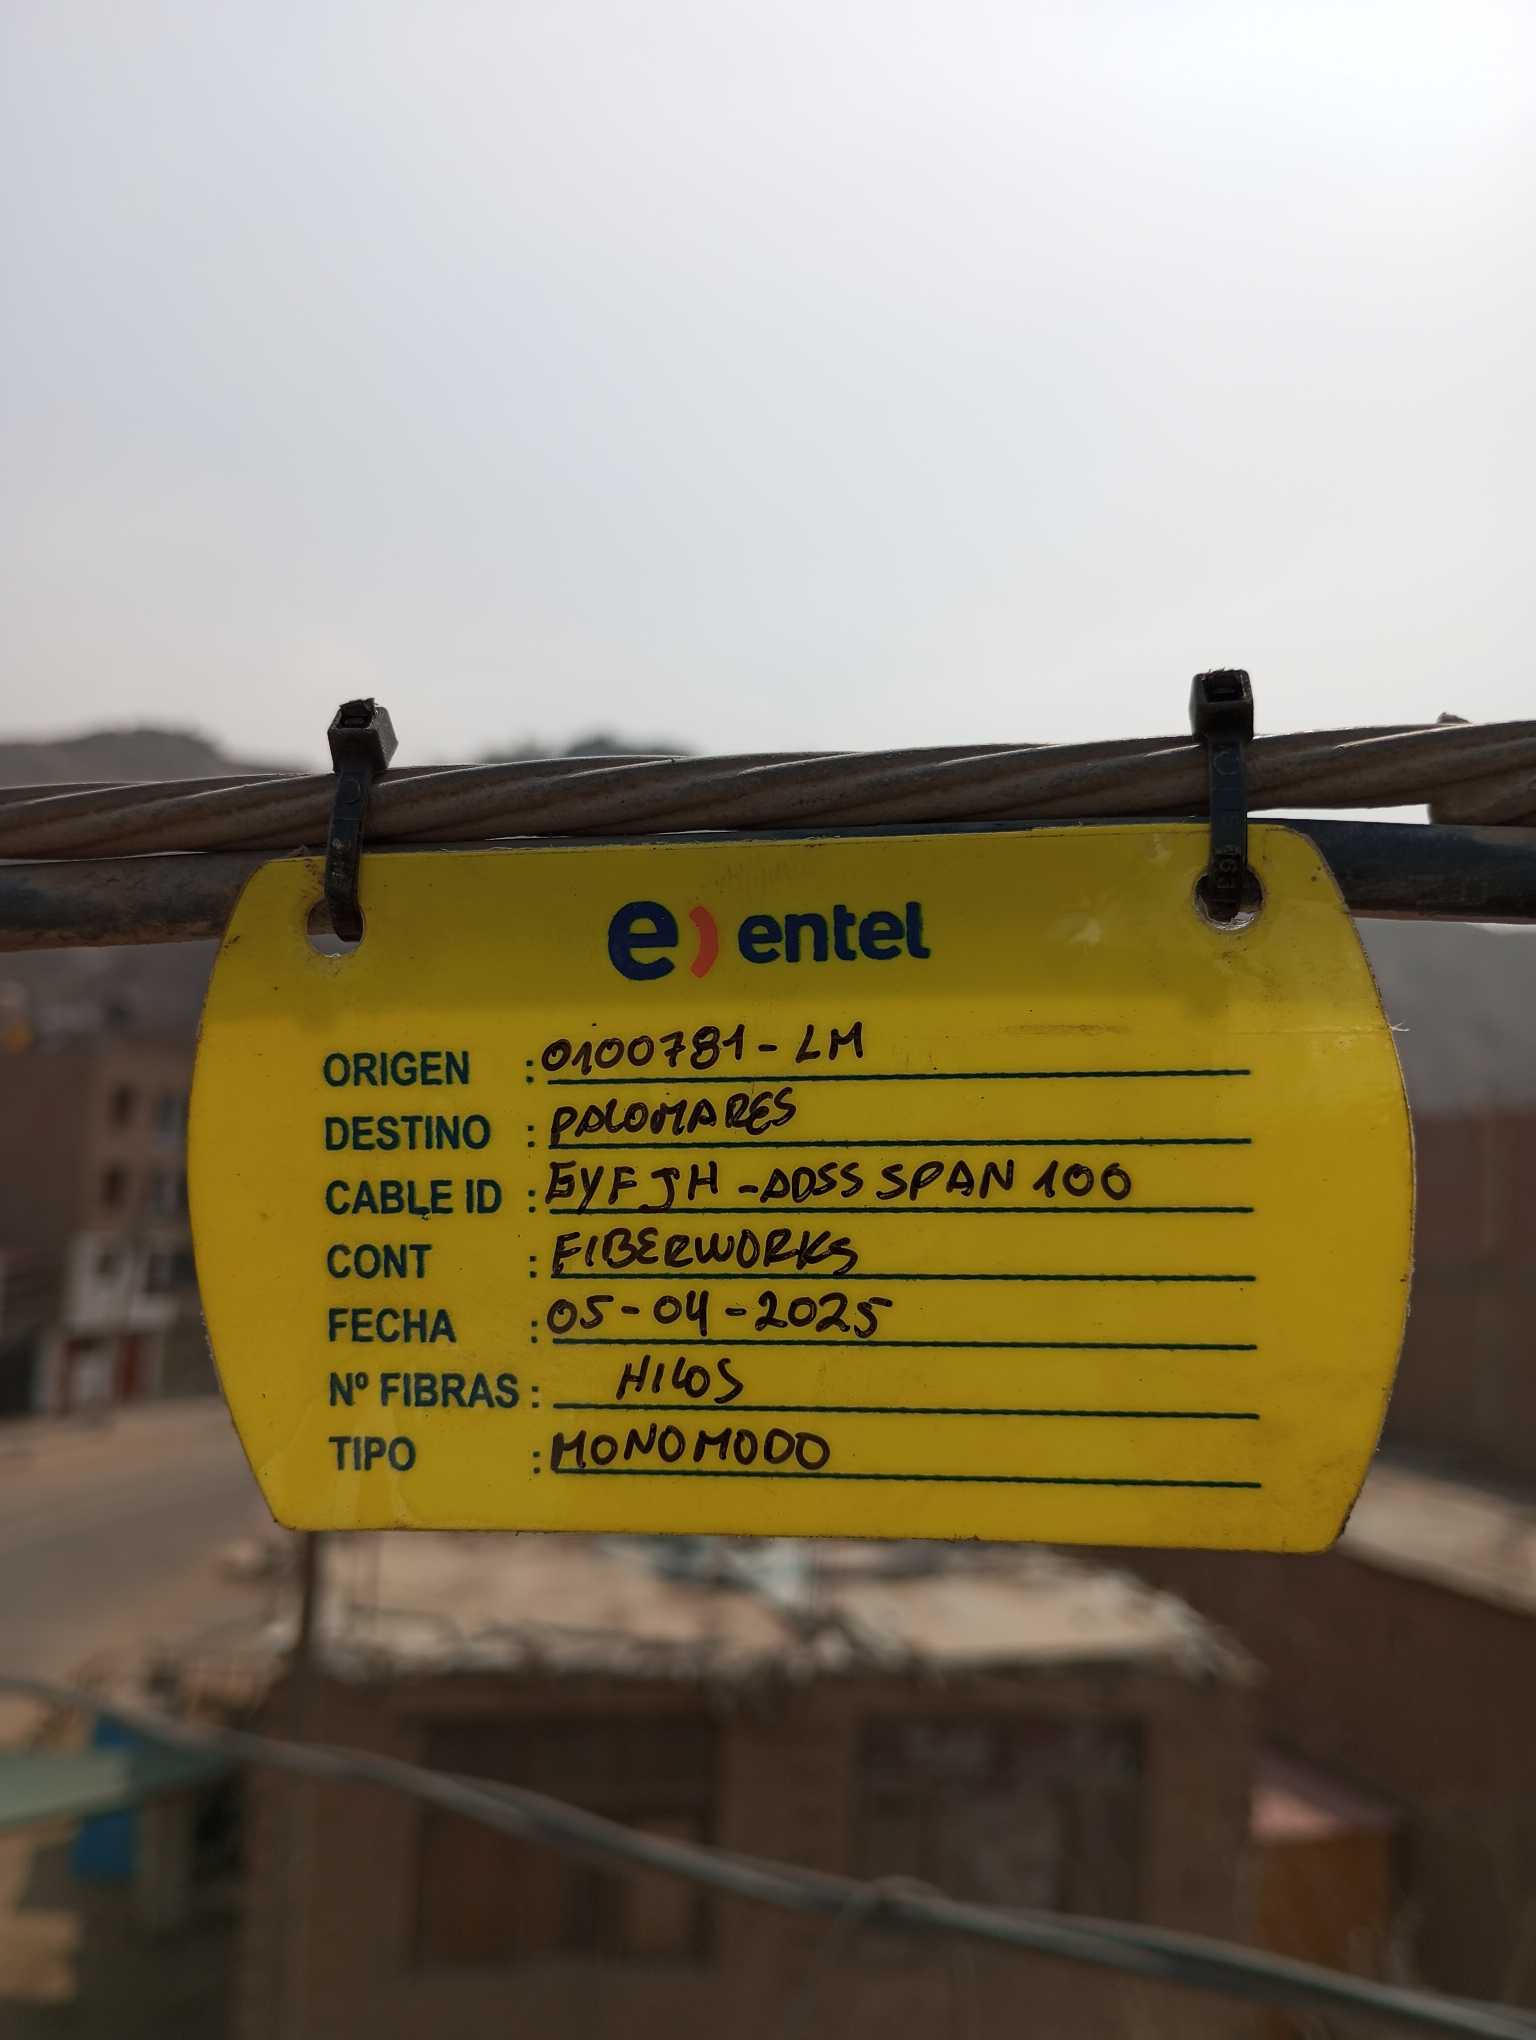 e) entel
ORIGEN : 0100781 - LM
DESTINO : PALOMARES
CABLE ID : EYFJH - ADSS SPAN 100
CONT : FIBERWORKS
FECHA : 05-04-2025
Nº FIBRAS : HILOS
TIPO : MONOMODO